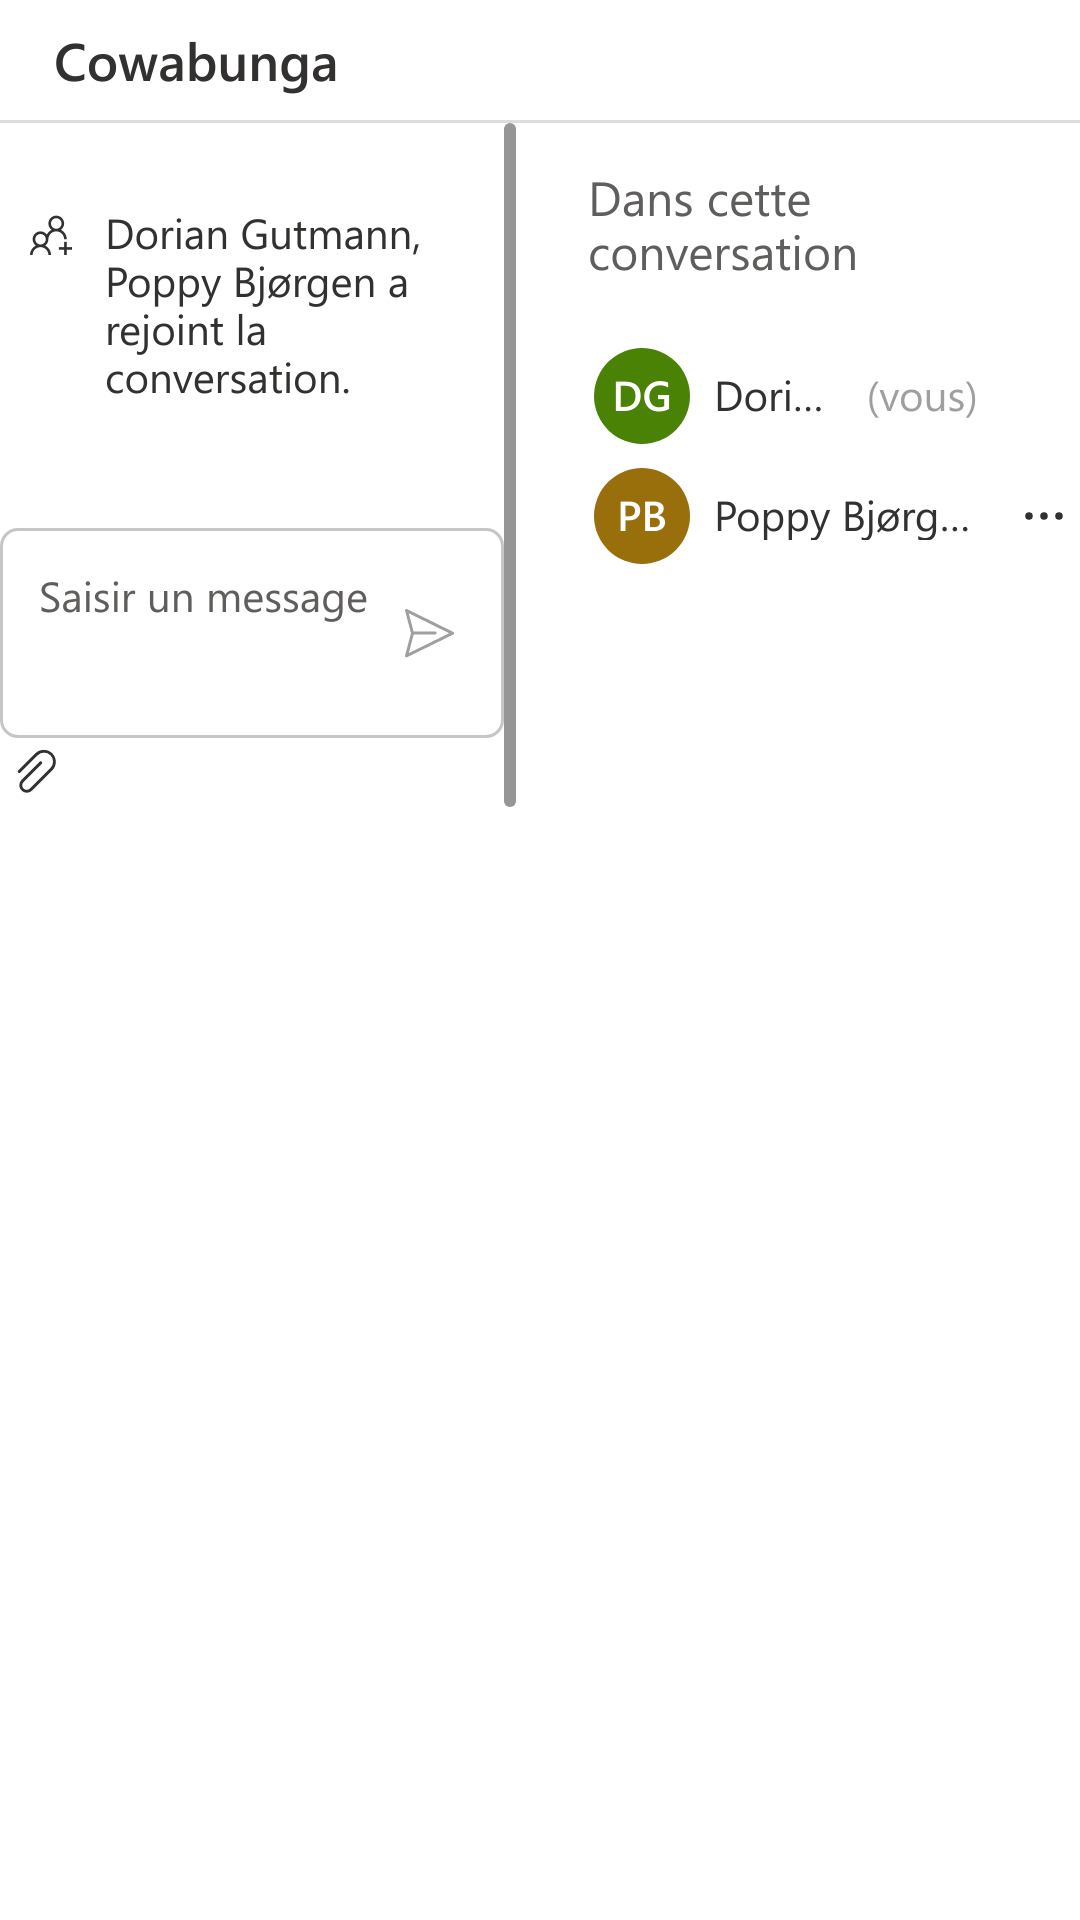 Cowabunga
Dorian Gutmann,
Poppy Bjørgen a
rejoint la
conversation.
Saisir un message
Dans cette
conversation
DG Dori... (vous)
PB Poppy Bjørg...